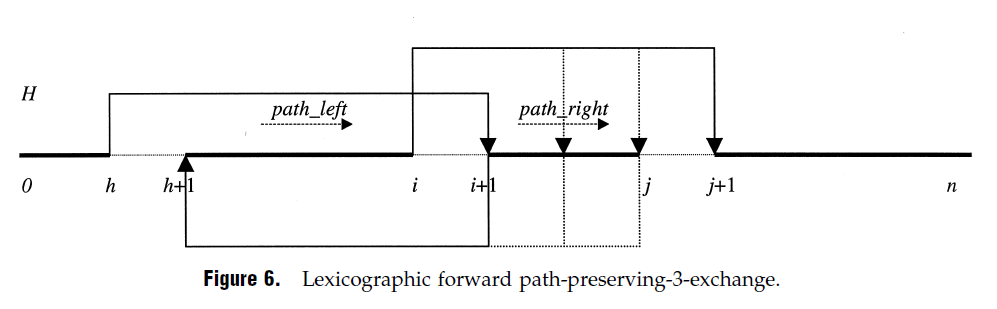 H
path_left path_right
0 h h+1 i i+1 j j+1 n
Figure 6. Lexicographic forward path-preserving-3-exchange.